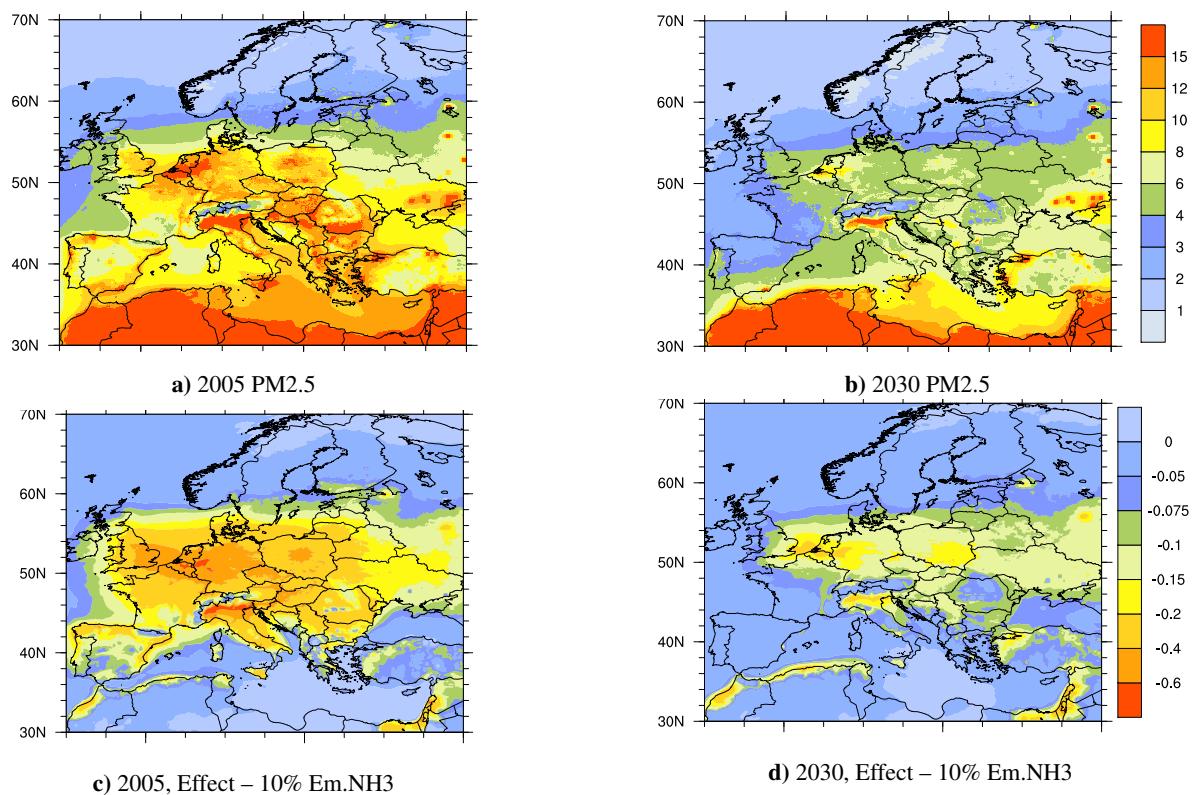 70N
60N
50N
40N
30N
a) 2005 PM2.5
70N
60N
50N
40N
30N
b) 2030 PM2.5
15
12
10
8
6
4
3
2
1
70N
60N
50N
40N
30N
c) 2005, Effect – 10% Em.NH3
70N
60N
50N
40N
30N
d) 2030, Effect – 10% Em.NH3
0
-0.05
-0.075
-0.1
-0.15
-0.2
-0.4
-0.6